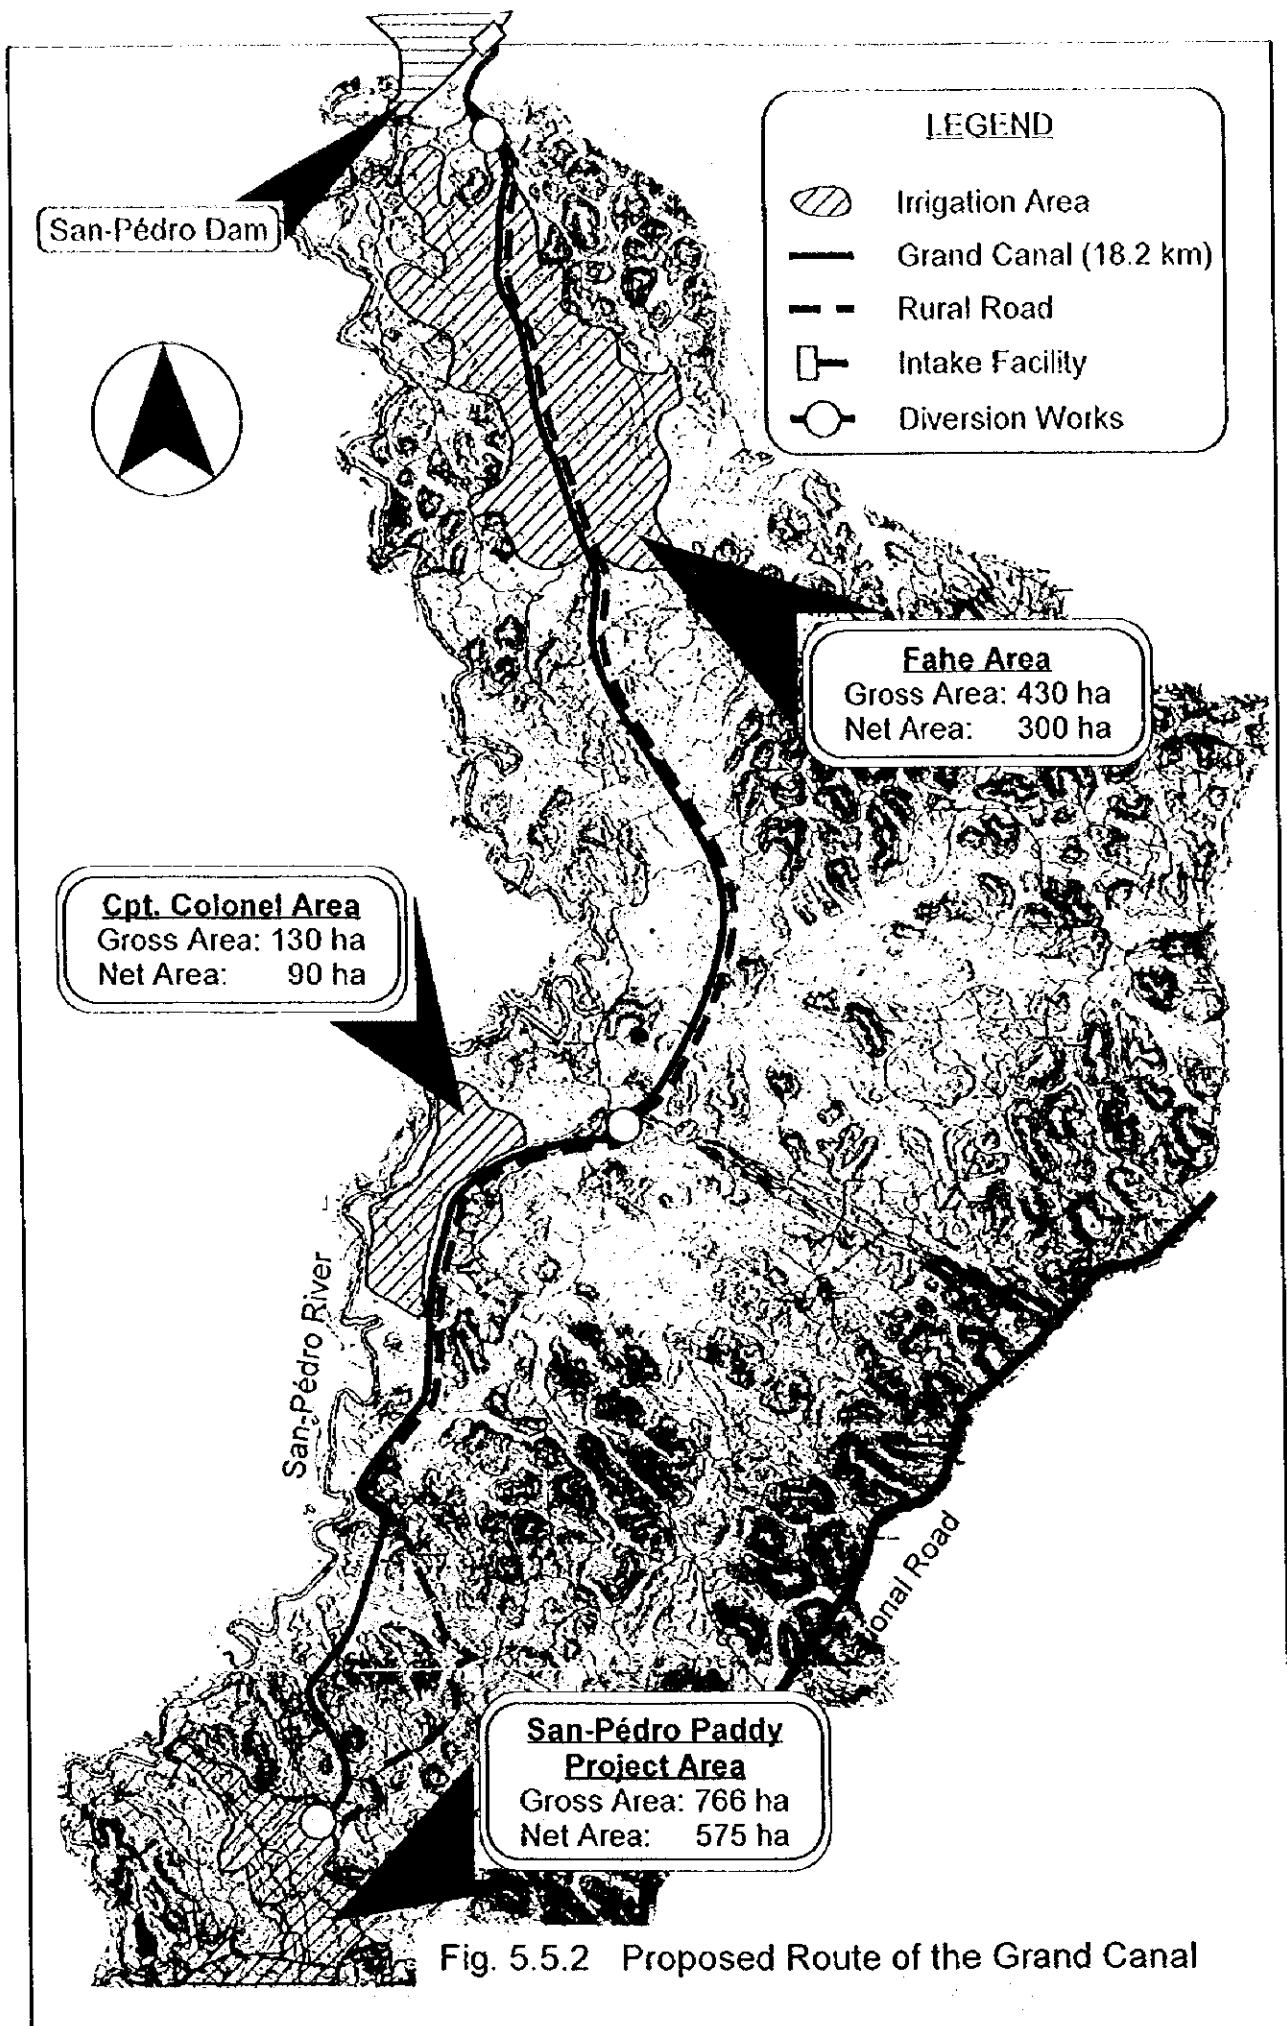 LEGEND
Irrigation Area
Grand Canal (18.2 km)
Rural Road
Intake Facility
Diversion Works
San-Pédro Dam
Fahe Area
Gross Area: 430 ha
Net Area: 300 ha
Cpt. Colonel Area
Gross Area: 130 ha
Net Area: 90 ha
San-Pédro River
onal Road
San-Pédro Paddy
Project Area
Gross Area: 766 ha
Net Area: 575 ha
Fig. 5.5.2 Proposed Route of the Grand Canal